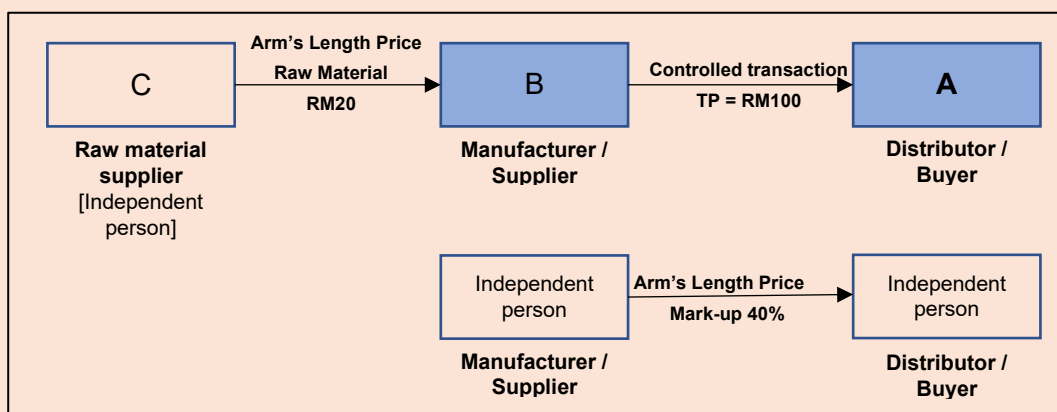 Arm's Length Price
C
Raw Material
RM20
B
Controlled transaction
TP = RM100
A
Raw material
supplier
[Independent
person]
Manufacturer /
Supplier
Distributor /
Buyer
Independent
person
Arm's Length Price
Mark-up 40%
Independent
person
Manufacturer /
Supplier
Distributor /
Buyer